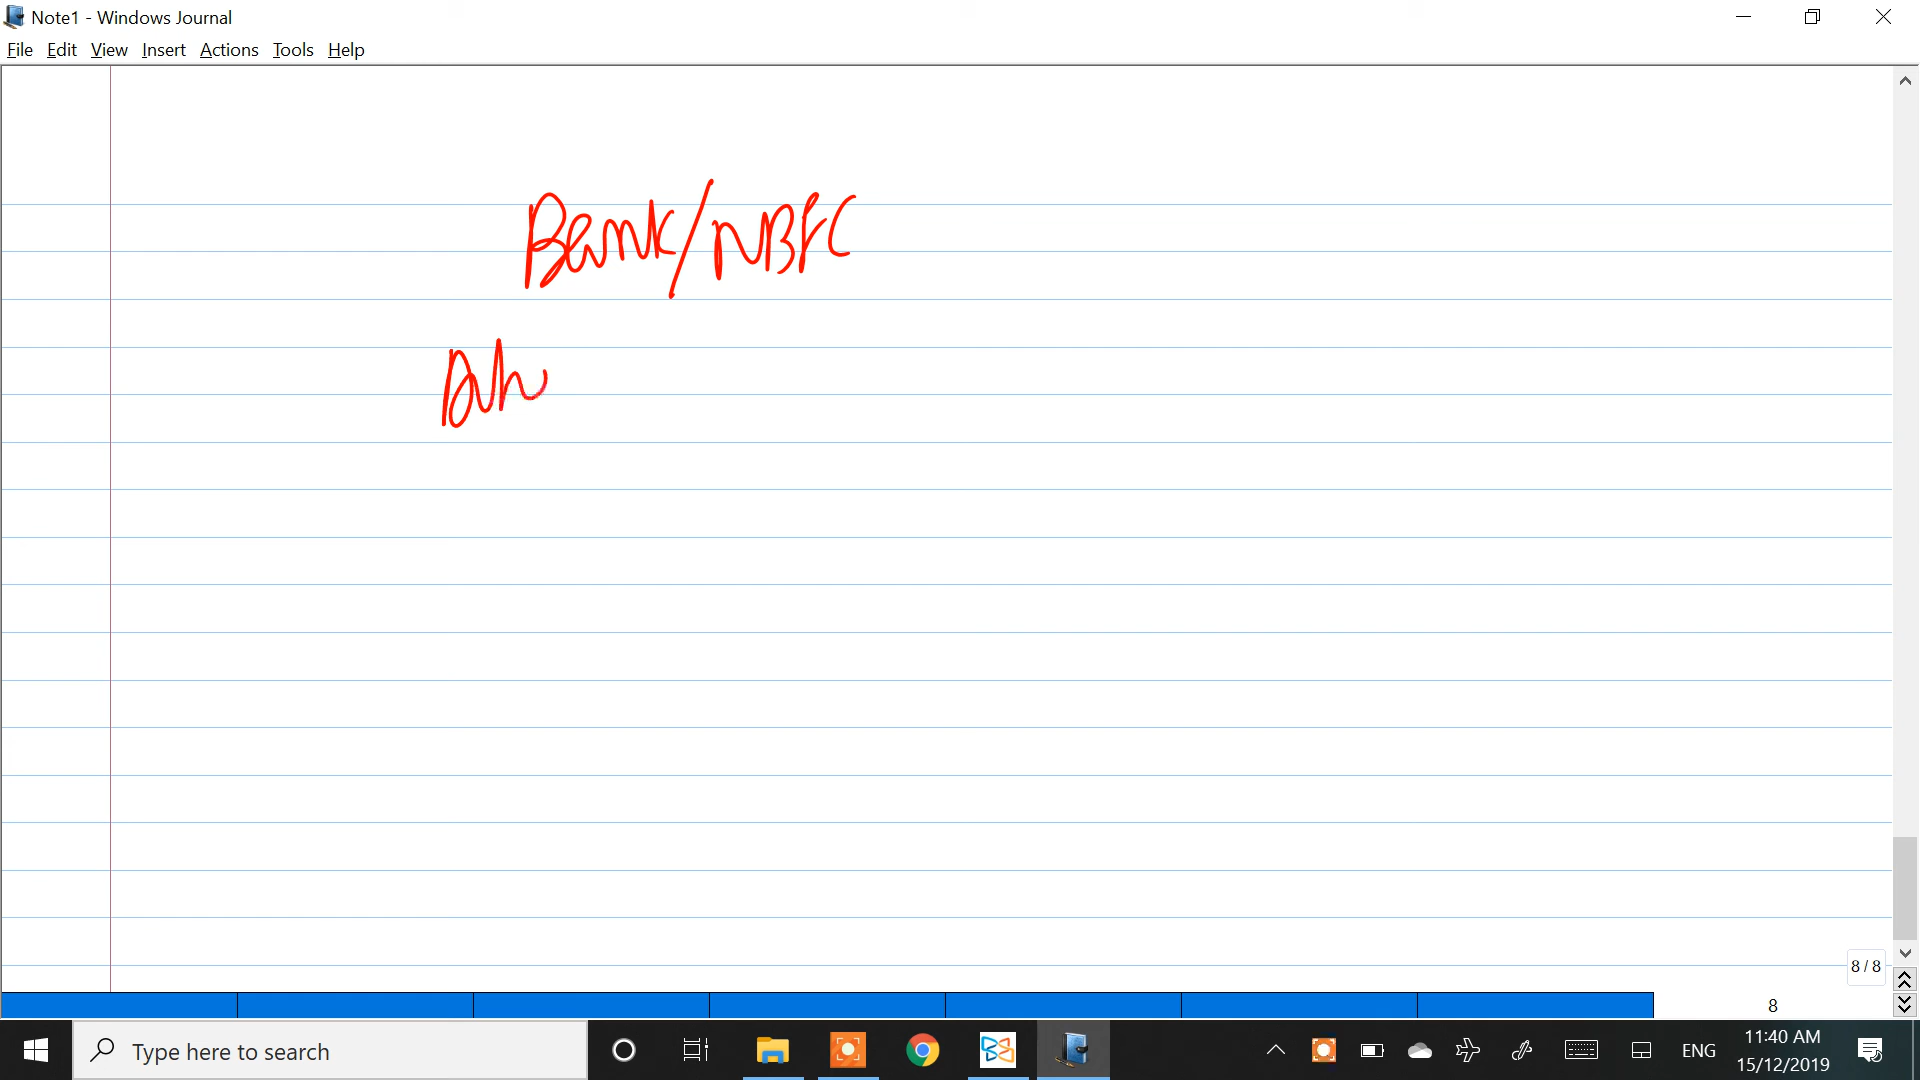 Note1 - Windows Journal
File Edit View Insert Actions Tools Help
Bank/NBFC
8 / 8
8
Type here to search
ENG
11:40 AM
15/12/2019